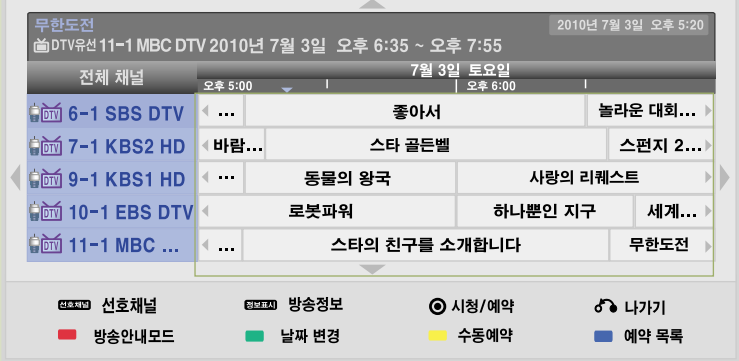 무한도전
2010년 7월 3일 오후 5:20
DTV유선 11-1 MBC DTV 2010년 7월 3일 오후 6:35 ~ 오후 7:55
전체 채널
7월 3일 토요일
오후 5:00 오후 6:00
DTV 6-1 SBS DTV ... 좋아서 놀라운 대회...
DTV 7-1 KBS2 HD 바람... 스타 골든벨 스펀지 2...
DTV 9-1 KBS1 HD ... 동물의 왕국 사랑의 리퀘스트
DTV 10-1 EBS DTV 로봇파워 하나뿐인 지구 세계...
DTV 11-1 MBC ... ... 스타의 친구를 소개합니다 무한도전
선호채널 선호채널 정보표시 방송정보 시청/예약 나가기
방송안내모드 날짜 변경 수동예약 예약 목록